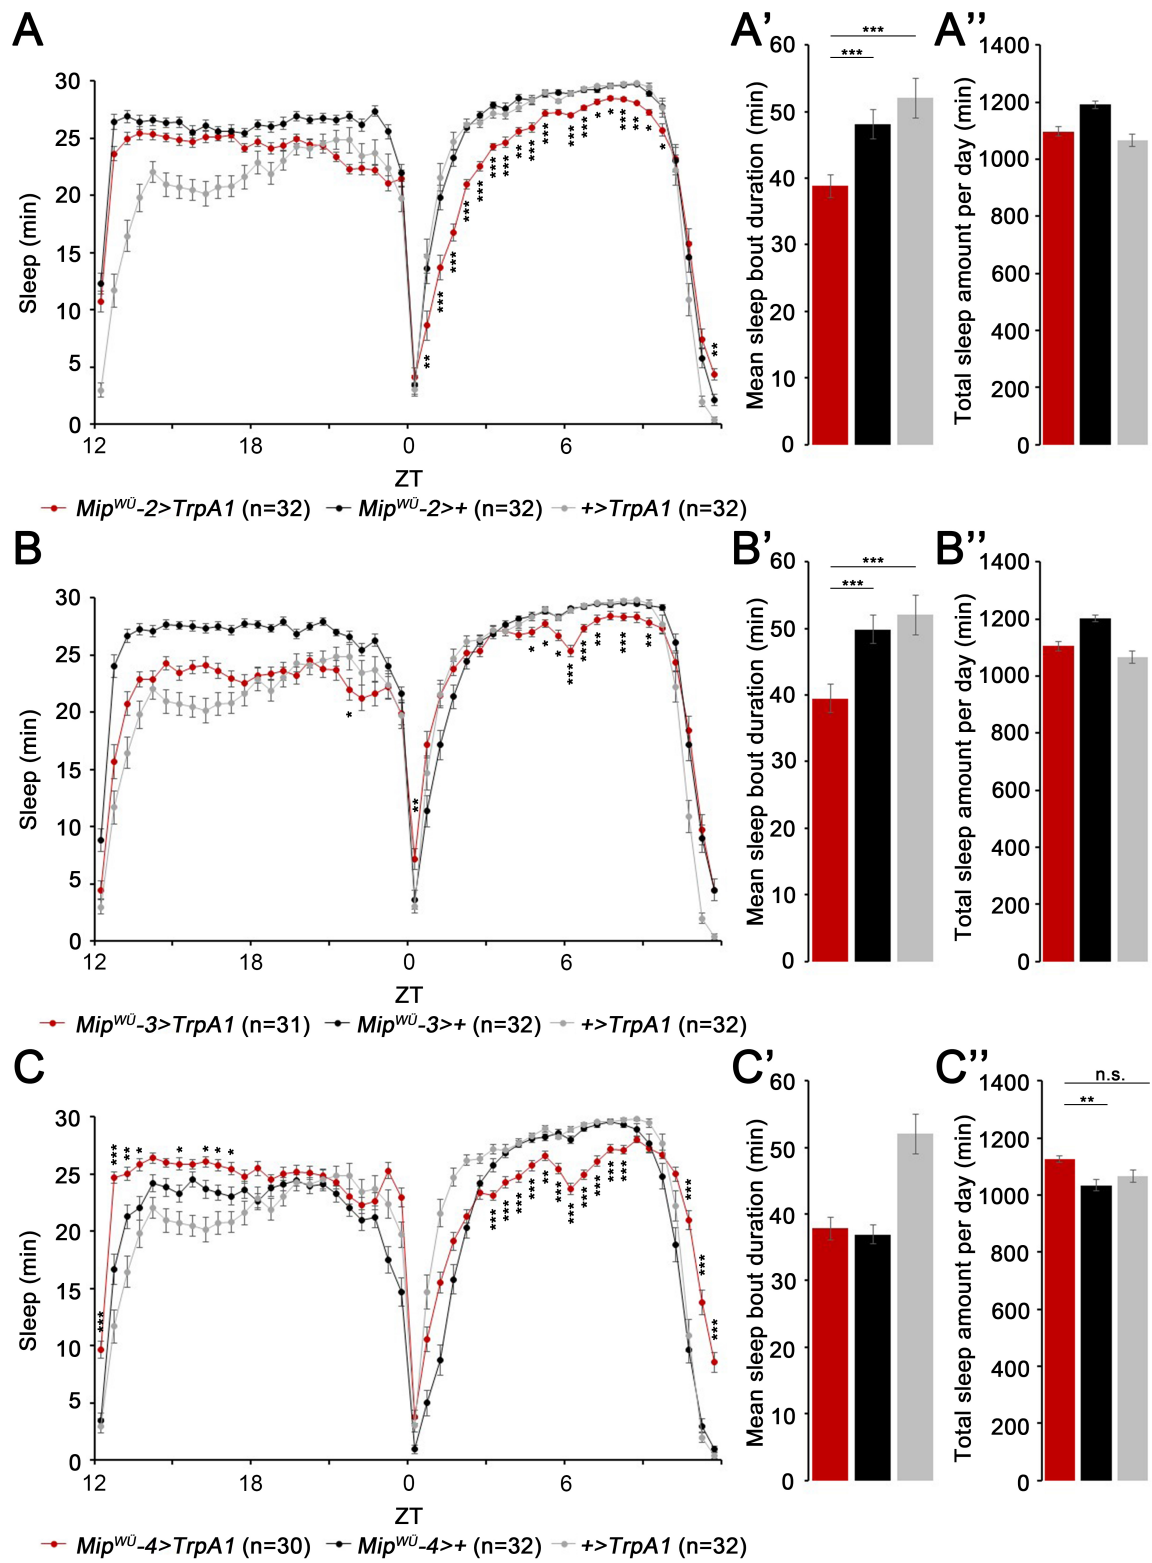 A
Sleep (min)
30
25
20
15
10
5
0
12 18 0 6
ZT
** *** *** *** *** *** *** *** ** *** *** *** *** * * *** *** * * **
Mip^WÜ-2>TrpA1 (n=32) Mip^WÜ-2>+ (n=32) +>TrpA1 (n=32)
A’
Mean sleep bout duration (min)
60
50
40
30
20
10
0
***
***
A’’
Total sleep amount per day (min)
1400
1200
1000
800
600
400
200
0
B
Sleep (min)
30
25
20
15
10
5
0
12 18 0 6
ZT
* ** * * * *** *** ** *** **
Mip^WÜ-3>TrpA1 (n=31) Mip^WÜ-3>+ (n=32) +>TrpA1 (n=32)
B’
Mean sleep bout duration (min)
60
50
40
30
20
10
0
***
***
B’’
Total sleep amount per day (min)
1400
1200
1000
800
600
400
200
0
C
Sleep (min)
30
25
20
15
10
5
0
12 18 0 6
ZT
*** *** ** * * * * * *** *** *** *** ** *** *** *** *** *** *** *** *** ***
Mip^WÜ-4>TrpA1 (n=30) Mip^WÜ-4>+ (n=32) +>TrpA1 (n=32)
C’
Mean sleep bout duration (min)
60
50
40
30
20
10
0
C’’
Total sleep amount per day (min)
1400
1200
1000
800
600
400
200
0
n.s.
**